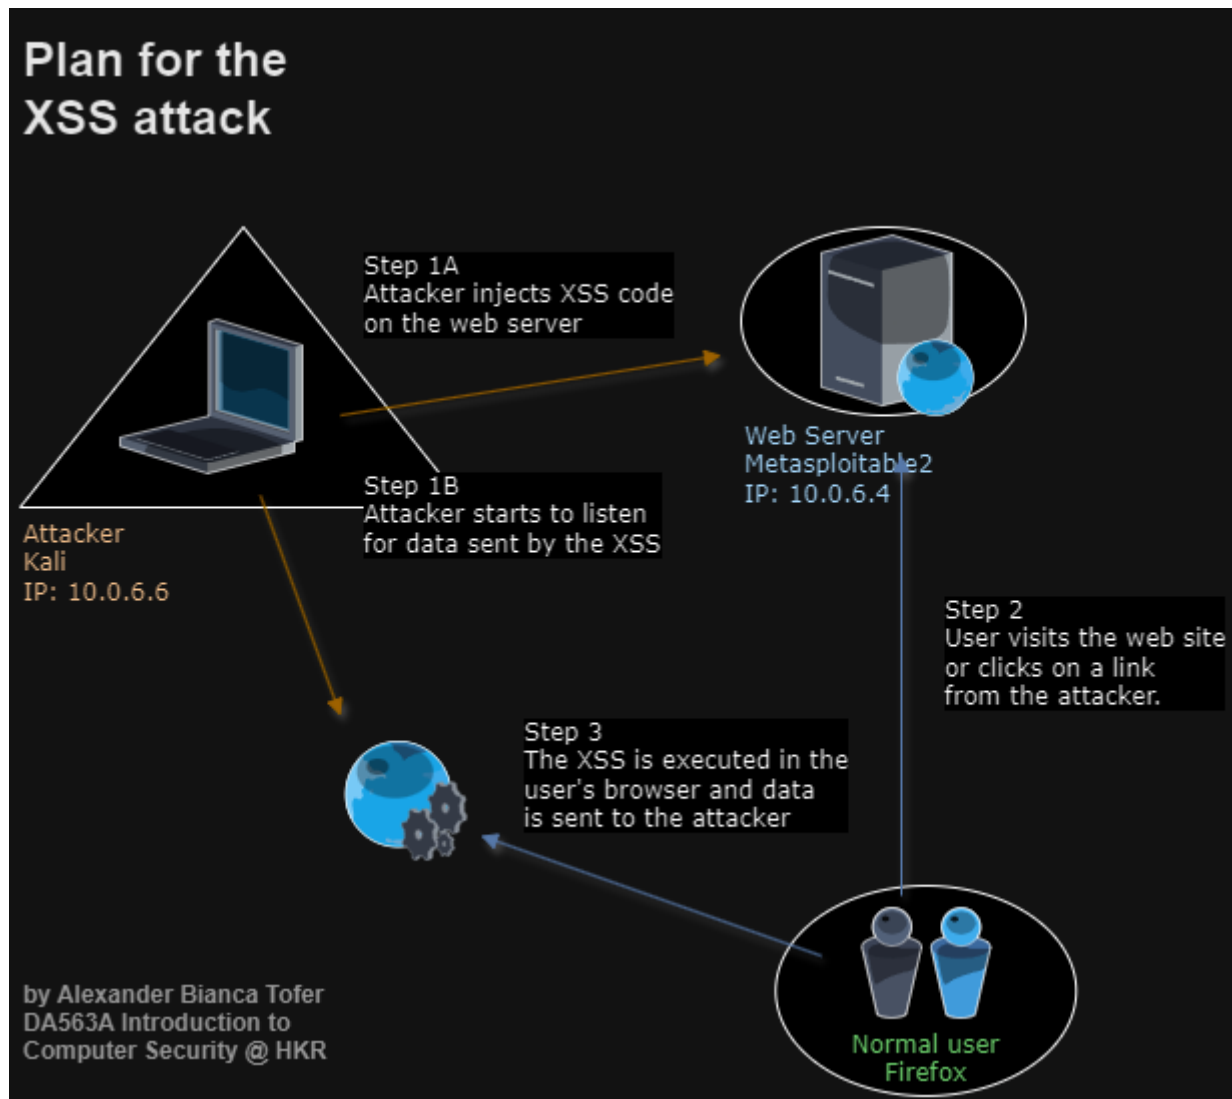 Plan for the
XSS attack
Step 1A
Attacker injects XSS code
on the web server
Web Server
Metasploitable2
IP: 10.0.6.4
Step 1B
Attacker starts to listen
for data sent by the XSS
Attacker
Kali
IP: 10.0.6.6
Step 2
User visits the web site
or clicks on a link
from the attacker.
Step 3
The XSS is executed in the
user's browser and data
is sent to the attacker
by Alexander Bianca Tofer
DA563A Introduction to
Computer Security @ HKR
Normal user
Firefox